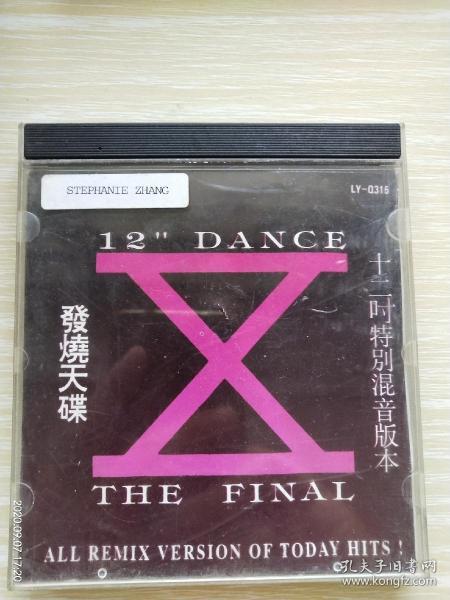 STEPHANIE ZHANG
LY-0316
12" DANCE
X
發燒天碟
十二吋特別混音版本
THE FINAL
ALL REMIX VERSION OF TODAY HITS !
2020.09.07 17:20
孔夫子旧书网
www.kongfz.com